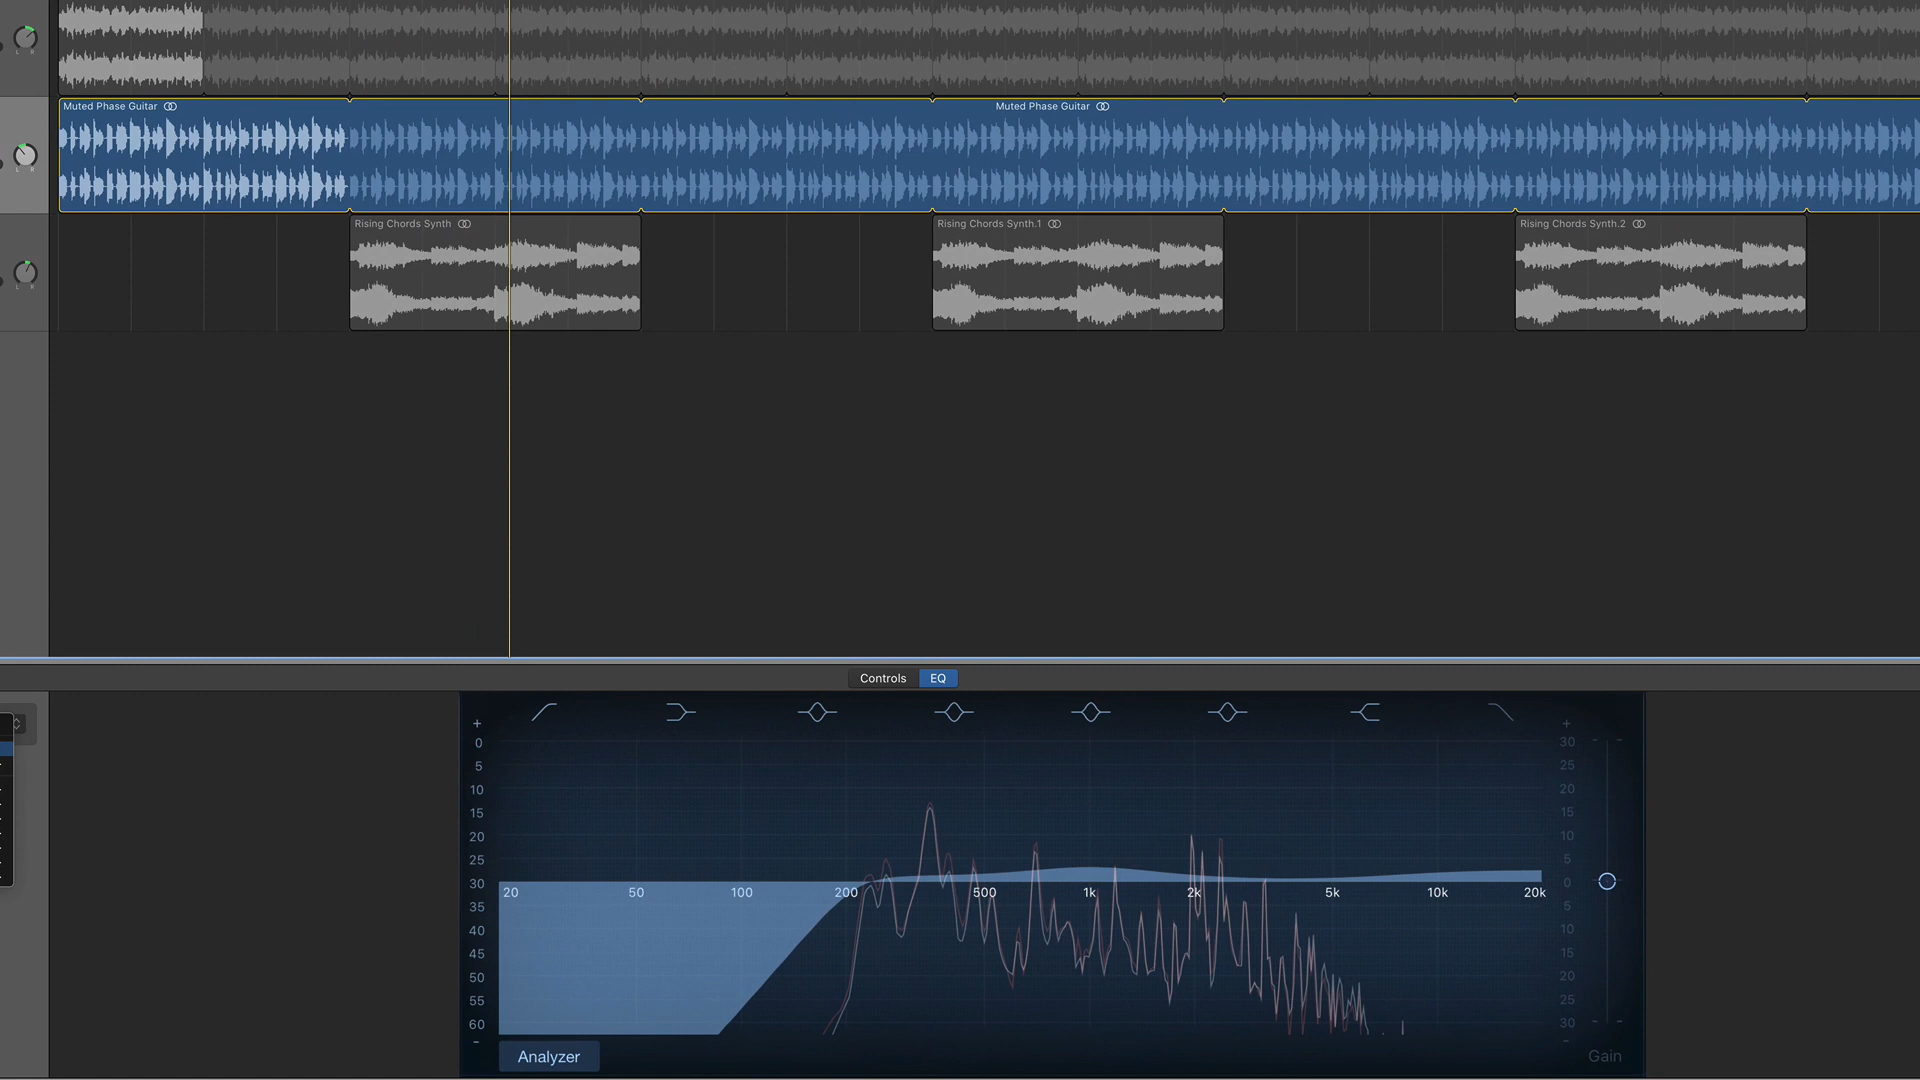 L R
Muted Phase Guitar
Muted Phase Guitar
L R
Rising Chords Synth
Rising Chords Synth.1
Rising Chords Synth.2
L R
Controls EQ
+ +
0 30
5 25
10 20
15 15
20 10
25 5
30 0
20 50 100 200 500 1k 2k 5k 10k 20k
35 5
40 10
45 15
50 20
55 25
60 30
- -
Analyzer Gain